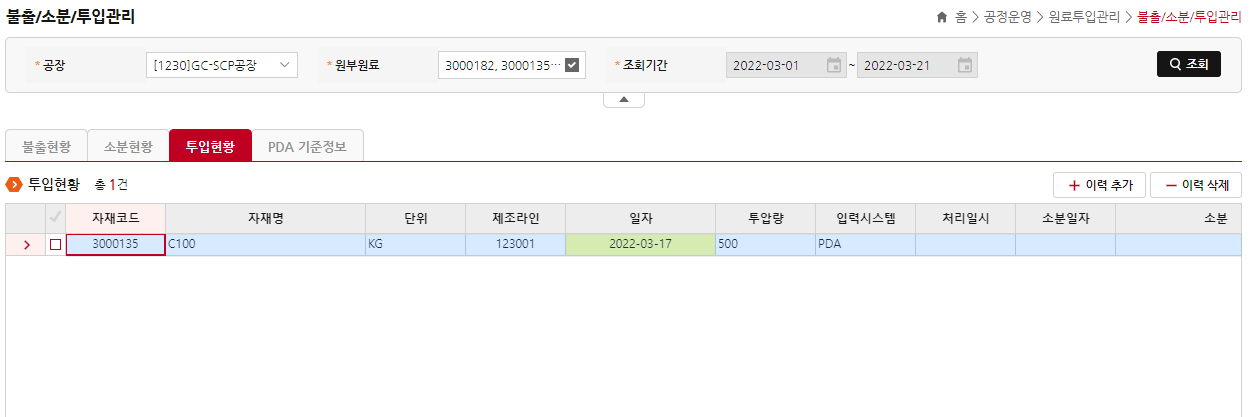 불출/소분/투입관리
홈 > 공정운영 > 원료투입관리 > 불출/소분/투입관리
* 공장 [1230]GC-SCP공장 * 원부원료 3000182, 3000135··· * 조회기간 2022-03-01 ~ 2022-03-21 조회
불출현황 소분현황 투입현황 PDA 기준정보
투입현황 총 1건 + 이력 추가 − 이력 삭제
자재코드 자재명 단위 제조라인 일자 투입량 입력시스템 처리일시 소분일자 소분
3000135 C100 KG 123001 2022-03-17 500 PDA